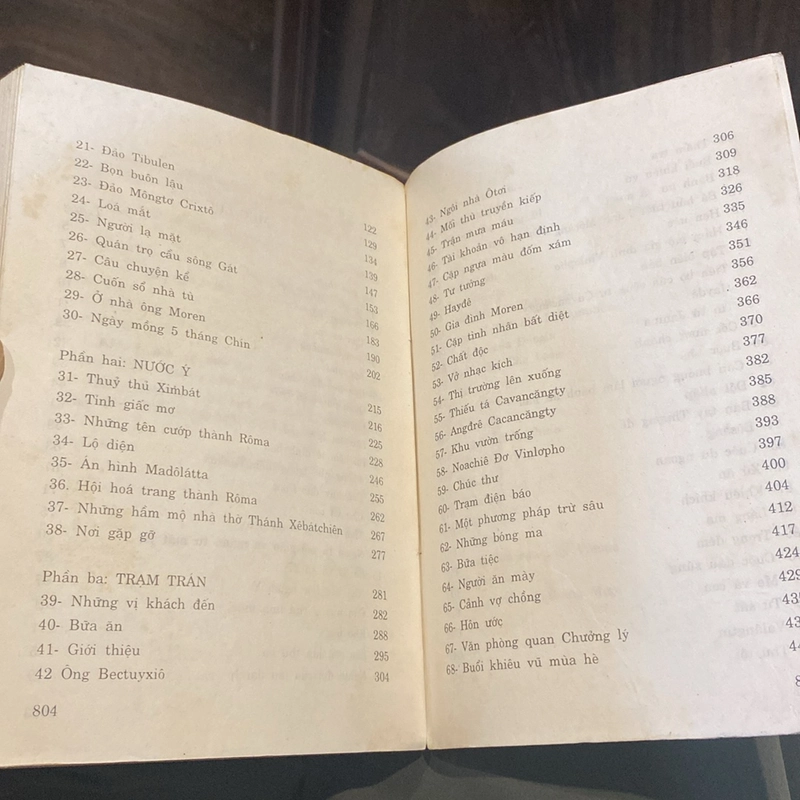 21- Đảo Tibulen 122
22- Bọn buôn lậu 129
23- Đảo Môngtơ Crixtô 134
24- Loá mắt 139
25- Người lạ mặt 147
26- Quán trọ cầu sông Gát 153
27- Câu chuyện kể 166
28- Cuốn sổ nhà tù 183
29- Ở nhà ông Moren 190
30- Ngày mồng 5 tháng Chín 202
Phần hai: NƯỚC Ý 215
31- Thuỷ thủ Ximbát 216
32- Tỉnh giấc mơ 225
33- Những tên cướp thành Rôma 228
34- Lộ diện 246
35- Án hình Madôlátta 255
36. Hội hoá trang thành Rôma 262
37- Những hầm mộ nhà thờ Thánh Xêbátchiên 267
38- Nơi gặp gỡ 277
Phần ba: TRẠM TRÁN 281
39- Những vị khách đến 282
40- Bữa ăn 288
41- Giới thiệu 295
42 Ông Bectuyxiô 304
804
43- Ngôi nhà Ôtơi 306
44- Mối thù truyền kiếp 309
45- Trận mưa máu 318
46- Tài khoản vô hạn định 326
47- Cặp ngựa màu đốm xám 335
48- Tư tưởng 346
49- Hayđê 351
50- Gia đình Moren 356
51- Cặp tình nhân bất diệt 362
52- Chất độc 366
53- Vở nhạc kịch 370
54- Thị trường lên xuống 377
55- Thiếu tá Cavancăngty 382
56- Angđrê Cacancăngty 385
57- Khu vườn trống 388
58- Noachiê Đơ Vinlơpho 393
59- Chúc thư 397
60- Trạm điện báo 400
61- Một phương pháp trừ sâu 404
62- Những bóng ma 412
63- Bữa tiệc 417
64- Người ăn mày 424
65- Cảnh vợ chồng 429
66- Hôn ước 435
67- Văn phòng quan Chưởng lý
68- Buổi khiêu vũ mùa hè